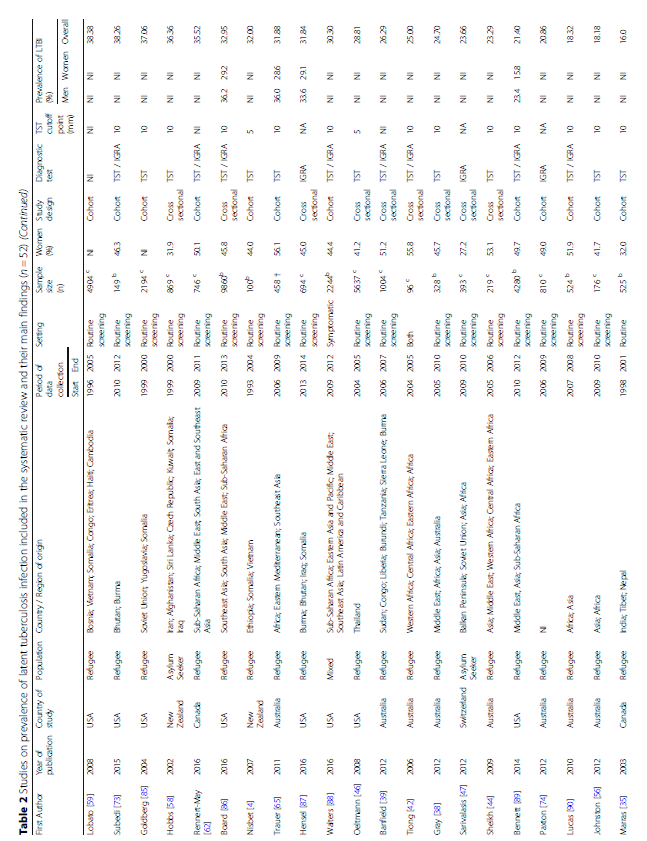 Table 2 Studies on prevalence of latent tuberculosis infection included in the systematic review and their main findings (n = 52) (Continued)
First Author Year of publication Country of study Population Country / Region of origin Period of data collection Start End Setting Sample size (n) Women (%) Study design Diagnostic test TST cutoff point (mm) Prevalence of LTBI (%) Men Women Overall
Lobato [59] 2008 USA Refugee Bosnia; Vietnam; Somalia; Congo; Eritrea; Haiti; Cambodia 1996 2005 Routine screening 4904 c NI Cohort NI NI NI NI 38.38
Subedi [73] 2015 USA Refugee Bhutan; Burma 2010 2012 Routine screening 149 b 46.3 Cohort TST / IGRA 10 NI NI 38.26
Goldberg [85] 2004 USA Refugee Soviet Union; Yugoslavia; Somalia 1999 2000 Routine screening 2194 c NI Cohort TST 10 NI NI 37.06
Hobbs [58] 2002 New Zealand Asylum Seeker Iran; Afghanistan; Siri Lanka; Czech Republic; Kuwait; Somalia; Iraq 1999 2000 Routine screening 869 c 31.9 Cross sectional TST 10 NI NI 36.36
Rennert-May [62] 2016 Canada Refugee Sub-Saharan Africa; Middle East; South Asia; East and Southeast Asia 2009 2011 Routine screening 746 c 50.1 Cohort TST / IGRA NI NI NI 35.52
Board [86] 2016 USA Refugee Southeast Asia; South Asia; Middle East; Sub-Saharan Africa 2010 2013 Routine screening 9860 b 45.8 Cross sectional TST / IGRA 10 36.2 29.2 32.95
Nisbet [4] 2007 New Zealand Refugee Ethiopia; Somalia; Vietnam 1993 2004 Routine screening 100 b 44.0 Cohort TST 5 NI NI 32.00
Trauer [65] 2011 Australia Refugee Africa; Eastern Mediterranean; Southeast Asia 2006 2009 Routine screening 458 † 56.1 Cohort TST 10 36.0 28.6 31.88
Hensel [87] 2016 USA Refugee Burma; Bhutan; Iraq; Somalia 2013 2014 Routine screening 694 c 45.0 Cross sectional IGRA NA 33.6 29.1 31.84
Walters [88] 2016 USA Mixed Sub-Saharan Africa; Eastern Asia and Pacific; Middle East; Southeast Asia; Latin America and Caribbean 2009 2012 Symptomatic 2244 b 44.4 Cohort TST / IGRA 10 NI NI 30.30
Oeltmann [46] 2008 USA Refugee Thailand 2004 2005 Routine screening 5637 c 41.2 Cross sectional TST 5 NI NI 28.81
Banfield [39] 2012 Australia Refugee Sudan; Congo; Liberia; Burundi; Tanzania; Sierra Leone; Burma 2006 2007 Routine screening 1004 c 51.2 Cross sectional TST / IGRA NI NI NI 26.29
Tiong [42] 2006 Australia Refugee Western Africa; Central Africa; Eastern Africa; Africa 2004 2005 Both 96 c 55.8 Cohort TST / IGRA 10 NI NI 25.00
Gray [38] 2012 Australia Refugee Middle East; Africa; Asia; Australia 2005 2010 Routine screening 328 b 45.7 Cross sectional TST 10 NI NI 24.70
Sarivalasis [47] 2012 Switzerland Asylum Seeker Balkan Peninsula; Soviet Union; Asia; Africa 2009 2010 Routine screening 393 c 27.2 Cross sectional IGRA NA NI NI 23.66
Sheikh [44] 2009 Australia Refugee Asia; Middle East; Western Africa; Central Africa; Eastern Africa 2005 2006 Routine screening 219 c 53.1 Cross sectional TST 10 NI NI 23.29
Bennett [89] 2014 USA Refugee Middle East, Asia; Sub-Saharan Africa 2010 2012 Routine screening 4280 b 49.7 Cohort TST / IGRA 10 23.4 15.8 21.40
Paxton [74] 2012 Australia Refugee NI 2006 2009 Routine screening 810 c 49.0 Cohort IGRA NA NI NI 20.86
Lucas [90] 2010 USA Refugee Africa; Asia 2007 2008 Routine screening 524 b 51.9 Cohort TST / IGRA 10 NI NI 18.32
Johnston [56] 2012 Australia Refugee Asia; Africa 2009 2010 Routine screening 176 c 41.7 Cohort TST 10 NI NI 18.18
Marras [35] 2003 Canada Refugee India; Tibet; Nepal 1998 2001 Routine 525 b 32.0 Cohort TST 10 NI NI 16.0